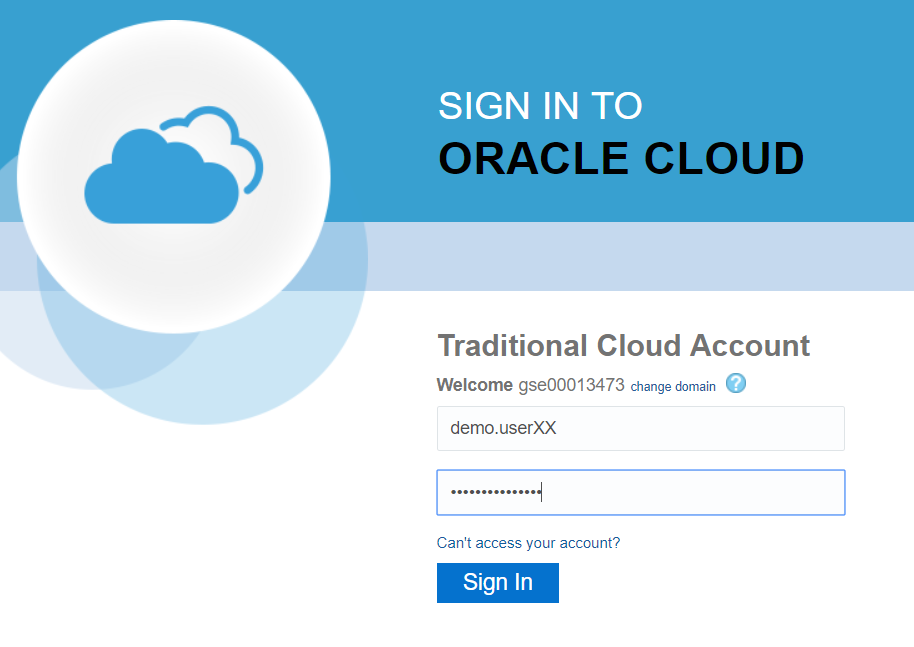 SIGN IN TO
ORACLE CLOUD
Traditional Cloud Account
Welcome gse00013473 change domain ?
demo.userXX
•••••••••••••••
Can't access your account?
Sign In